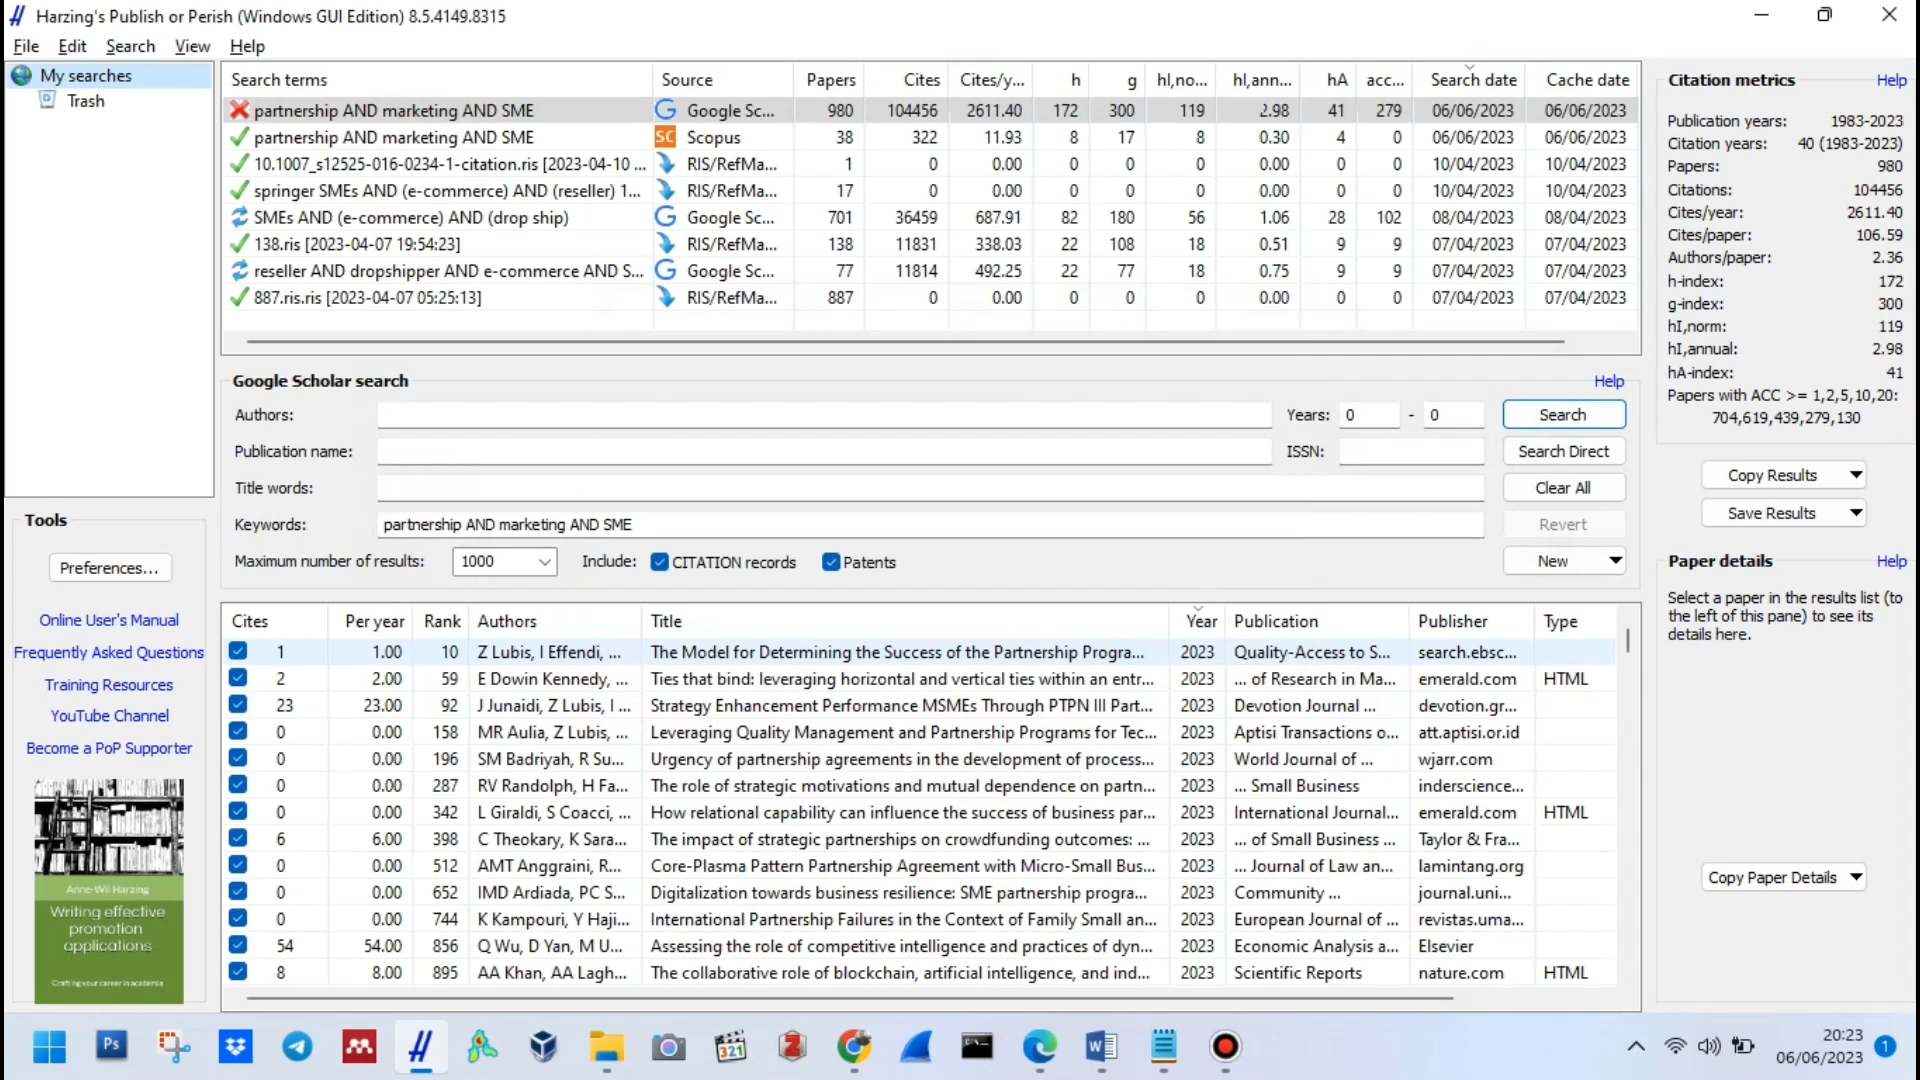 Harzing's Publish or Perish (Windows GUI Edition) 8.5.4149.8315
File Edit Search View Help
My searches
Trash
Search terms Source Papers Cites Cites/y... h g hI,no... hI,ann... hA acc... Search date Cache date
partnership AND marketing AND SME Google Sc... 980 104456 2611.40 172 300 119 2.98 41 279 06/06/2023 06/06/2023
partnership AND marketing AND SME SC Scopus 38 322 11.93 8 17 8 0.30 4 0 06/06/2023 06/06/2023
10.1007_s12525-016-0234-1-citation.ris [2023-04-10 ... RIS/RefMa... 1 0 0.00 0 0 0 0.00 0 0 10/04/2023 10/04/2023
springer SMEs AND (e-commerce) AND (reseller) 1... RIS/RefMa... 17 0 0.00 0 0 0 0.00 0 0 10/04/2023 10/04/2023
SMEs AND (e-commerce) AND (drop ship) Google Sc... 701 36459 687.91 82 180 56 1.06 28 102 08/04/2023 08/04/2023
138.ris [2023-04-07 19:54:23] RIS/RefMa... 138 11831 338.03 22 108 18 0.51 9 9 07/04/2023 07/04/2023
reseller AND dropshipper AND e-commerce AND S... Google Sc... 77 11814 492.25 22 77 18 0.75 9 9 07/04/2023 07/04/2023
887.ris.ris [2023-04-07 05:25:13] RIS/RefMa... 887 0 0.00 0 0 0 0.00 0 0 07/04/2023 07/04/2023
Google Scholar search Help
Authors: Years: 0 - 0 Search
Publication name: ISSN: Search Direct
Title words: Clear All
Keywords: partnership AND marketing AND SME Revert
Maximum number of results: 1000 Include: CITATION records Patents New
Cites Per year Rank Authors Title Year Publication Publisher Type
1 1.00 10 Z Lubis, I Effendi, ... The Model for Determining the Success of the Partnership Progra... 2023 Quality-Access to S... search.ebsc...
2 2.00 59 E Dowin Kennedy, ... Ties that bind: leveraging horizontal and vertical ties within an entr... 2023 ... of Research in Ma... emerald.com HTML
23 23.00 92 J Junaidi, Z Lubis, I ... Strategy Enhancement Performance MSMEs Through PTPN III Part... 2023 Devotion Journal ... devotion.gr...
0 0.00 158 MR Aulia, Z Lubis, ... Leveraging Quality Management and Partnership Programs for Tec... 2023 Aptisi Transactions o... att.aptisi.or.id
0 0.00 196 SM Badriyah, R Su... Urgency of partnership agreements in the development of process... 2023 World Journal of ... wjarr.com
0 0.00 287 RV Randolph, H Fa... The role of strategic motivations and mutual dependence on partn... 2023 ... Small Business inderscience...
0 0.00 342 L Giraldi, S Coacci, ... How relational capability can influence the success of business par... 2023 International Journal... emerald.com HTML
6 6.00 398 C Theokary, K Sara... The impact of strategic partnerships on crowdfunding outcomes: ... 2023 ... of Small Business ... Taylor & Fra...
0 0.00 512 AMT Anggraini, R... Core-Plasma Pattern Partnership Agreement with Micro-Small Bus... 2023 ... Journal of Law an... lamintang.org
0 0.00 652 IMD Ardiada, PC S... Digitalization towards business resilience: SME partnership progra... 2023 Community ... journal.uni...
0 0.00 744 K Kampouri, Y Haji... International Partnership Failures in the Context of Family Small an... 2023 European Journal of ... revistas.uma...
54 54.00 856 Q Wu, D Yan, M U... Assessing the role of competitive intelligence and practices of dyn... 2023 Economic Analysis a... Elsevier
8 8.00 895 AA Khan, AA Lagh... The collaborative role of blockchain, artificial intelligence, and ind... 2023 Scientific Reports nature.com HTML
Tools
Preferences...
Online User's Manual
Frequently Asked Questions
Training Resources
YouTube Channel
Become a PoP Supporter
Anne-Wil Harzing
Writing effective
promotion
applications
Crafting your career in academia
Citation metrics Help
Publication years: 1983-2023
Citation years: 40 (1983-2023)
Papers: 980
Citations: 104456
Cites/year: 2611.40
Cites/paper: 106.59
Authors/paper: 2.36
h-index: 172
g-index: 300
hI,norm: 119
hI,annual: 2.98
hA-index: 41
Papers with ACC >= 1,2,5,10,20:
704,619,439,279,130
Copy Results
Save Results
Paper details Help
Select a paper in the results list (to
the left of this pane) to see its
details here.
Copy Paper Details
Ps
321
Z
W
20:23
06/06/2023
1